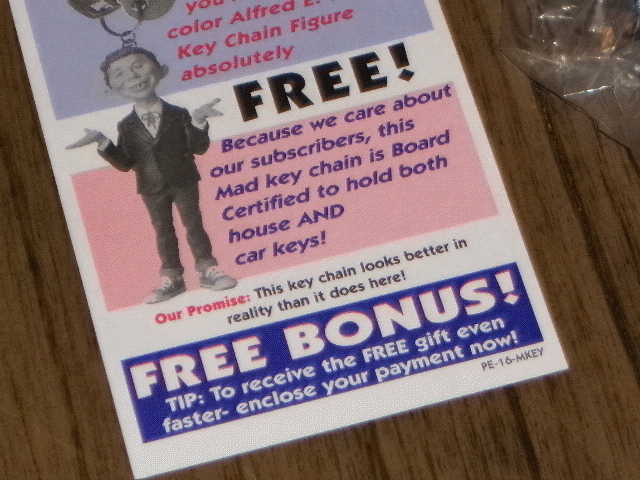 you
color Alfred E.
Key Chain Figure
absolutely
FREE!
Because we care about
our subscribers, this
Mad key chain is Board
Certified to hold both
house AND
car keys!
Our Promise: This key chain looks better in
reality than it does here!
FREE BONUS!
TIP: To receive the FREE gift even
faster- enclose your payment now!
PE-16-MKEY